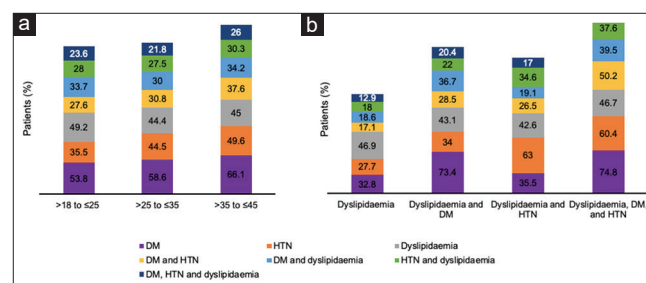 a
b
Patients (%)
23.6
28
33.7
27.6
49.2
35.5
53.8
21.8
27.5
30
30.8
44.4
44.5
58.6
26
30.3
34.2
37.6
45
49.6
66.1
>18 to ≤25
>25 to ≤35
>35 to ≤45
Patients (%)
12.9
18
18.6
17.1
46.9
27.7
32.8
20.4
22
36.7
28.5
43.1
34
73.4
17
34.6
19.1
26.5
42.6
63
35.5
37.6
39.5
50.2
46.7
60.4
74.8
Dyslipidaemia
Dyslipidaemia and
DM
Dyslipidaemia and
HTN
Dyslipidaemia, DM,
and HTN
DM
HTN
Dyslipidaemia
DM and HTN
DM and dyslipidaemia
HTN and dyslipidaemia
DM, HTN and dyslipidaemia